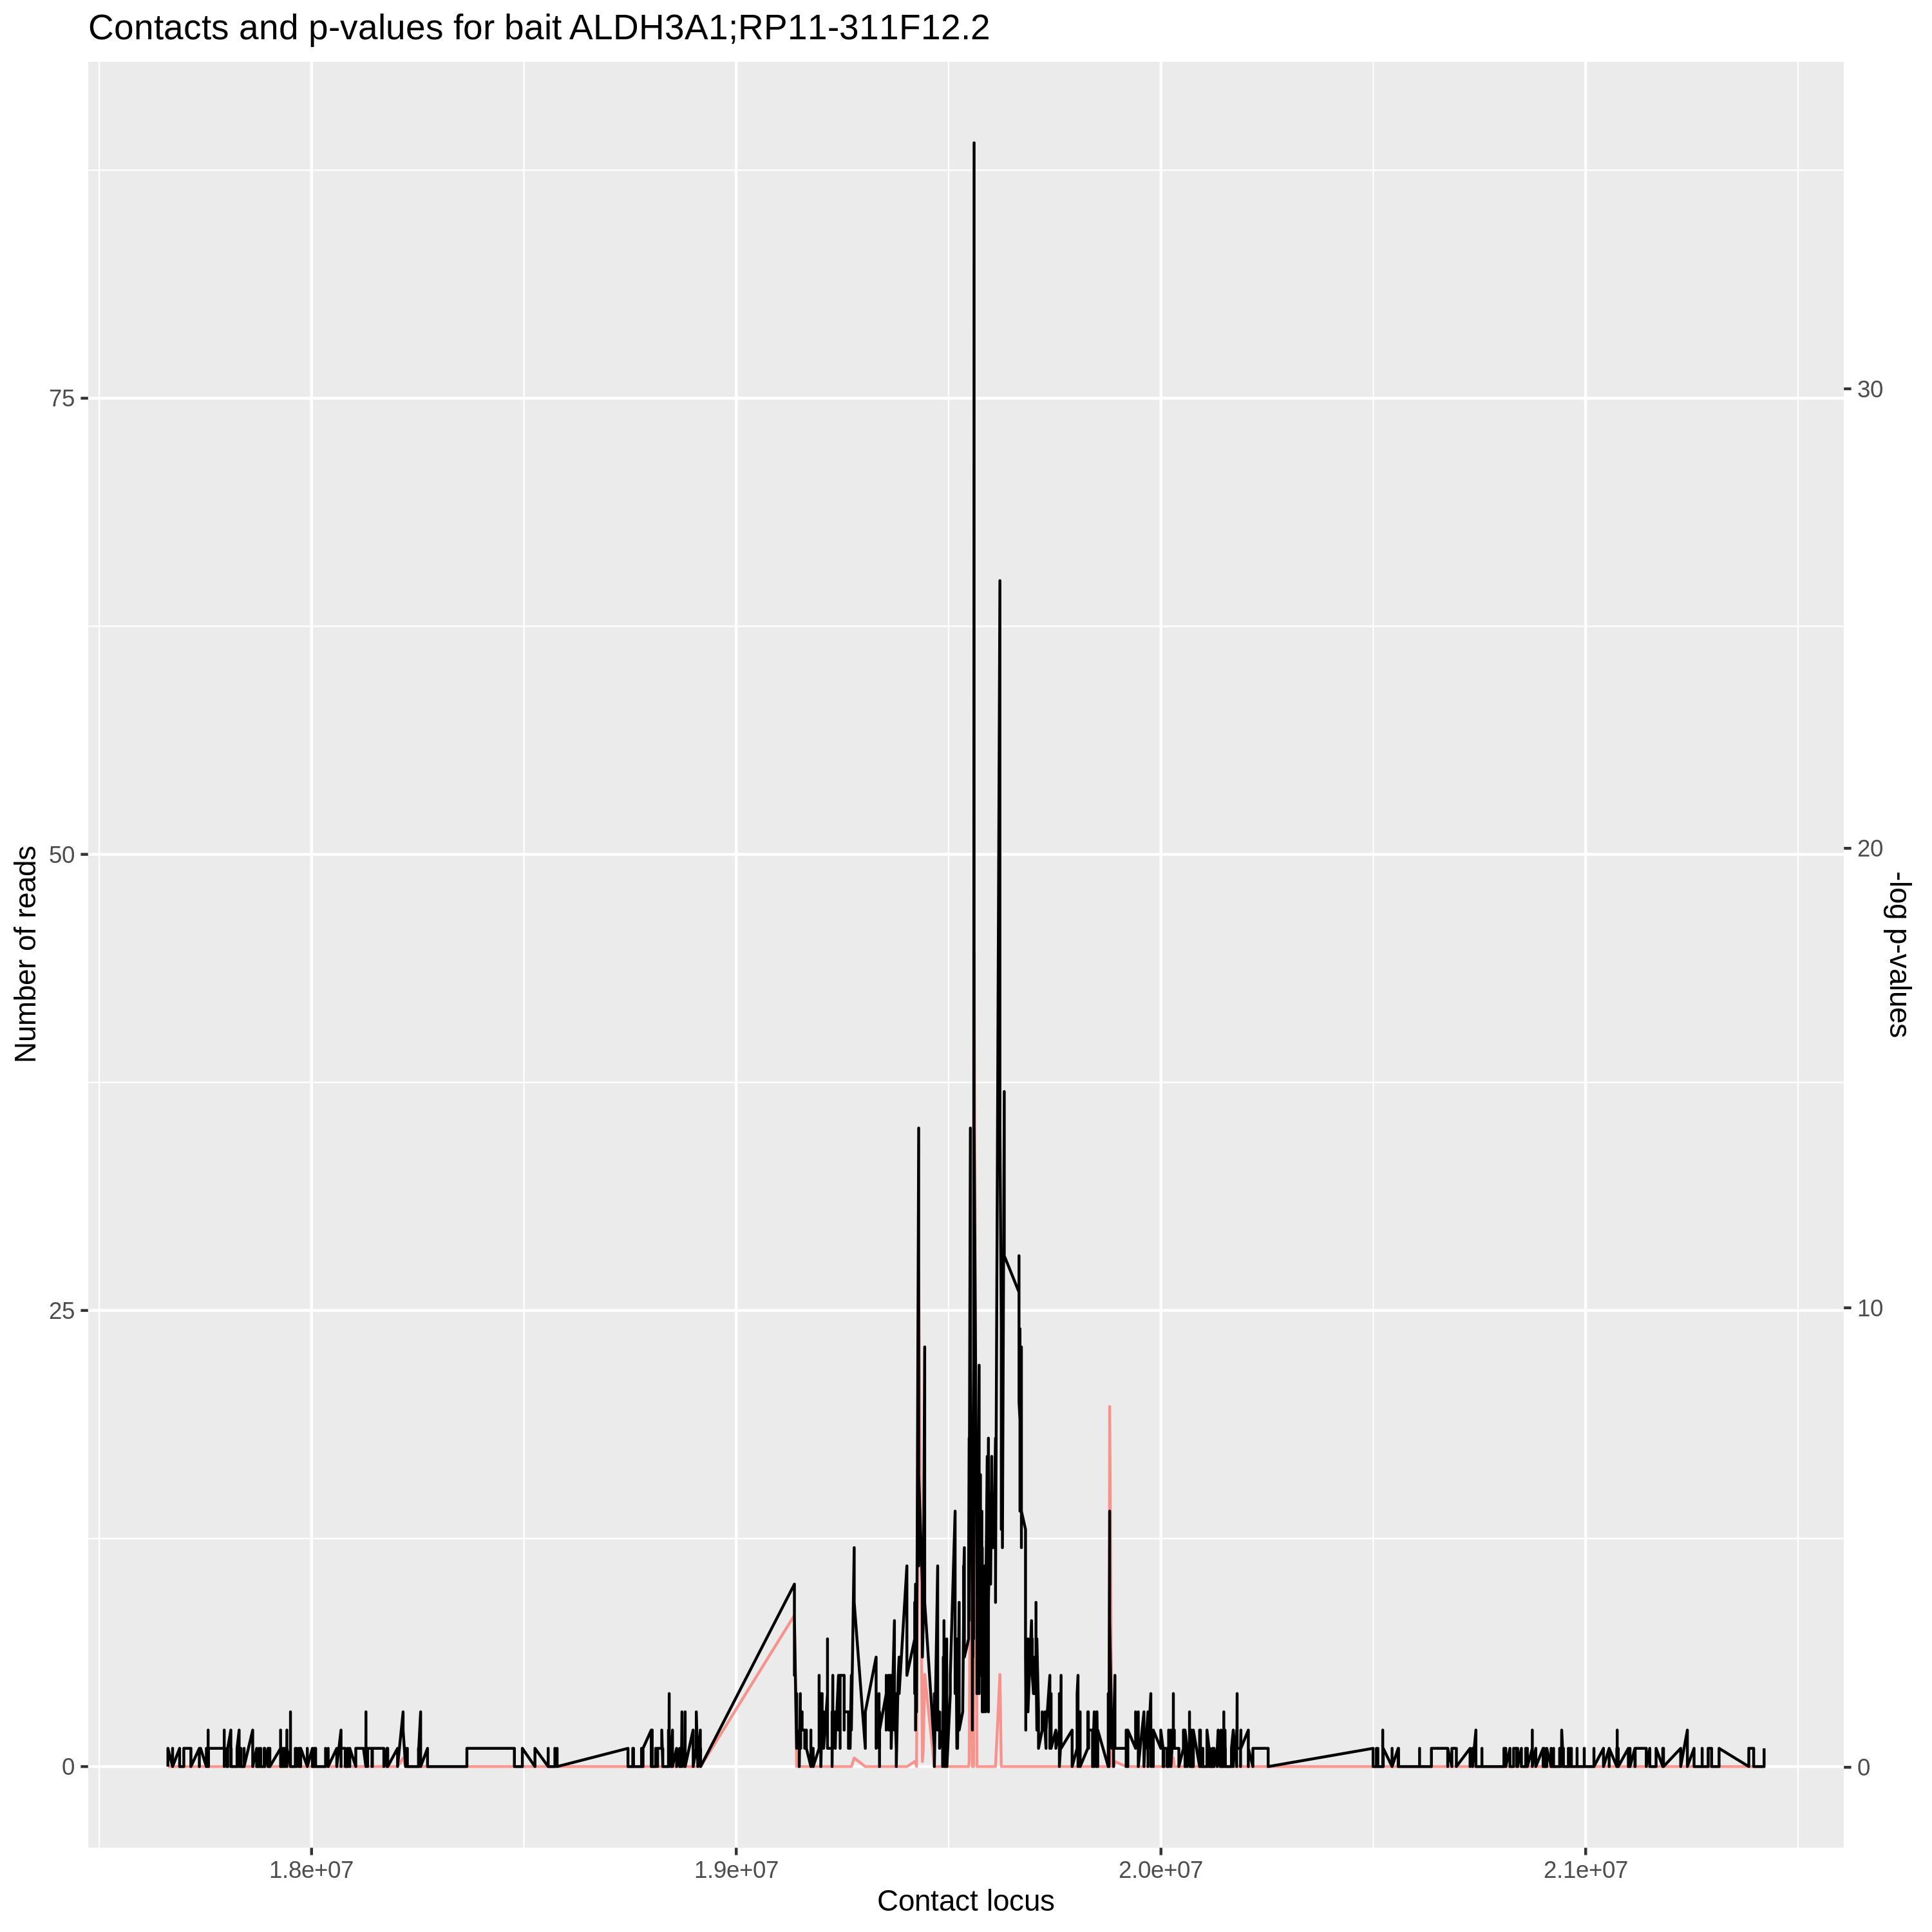 Contacts and p-values for bait ALDH3A1;RP11-311F12.2
Number of reads
75
50
25
0
30
20
10
0
-log p-values
1.8e+07
1.9e+07
2.0e+07
2.1e+07
Contact locus